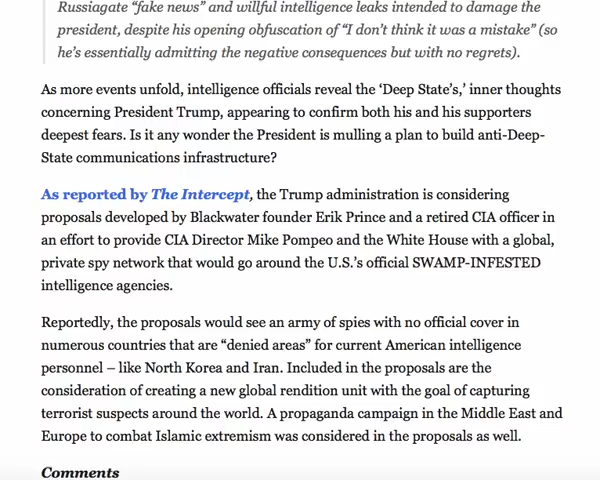 Russiagate “fake news” and willful intelligence leaks intended to damage the
president, despite his opening obfuscation of “I don’t think it was a mistake” (so
he’s essentially admitting the negative consequences but with no regrets).
As more events unfold, intelligence officials reveal the ‘Deep State’s,’ inner thoughts
concerning President Trump, appearing to confirm both his and his supporters
deepest fears. Is it any wonder the President is mulling a plan to build anti-Deep-
State communications infrastructure?
As reported by The Intercept, the Trump administration is considering
proposals developed by Blackwater founder Erik Prince and a retired CIA officer in
an effort to provide CIA Director Mike Pompeo and the White House with a global,
private spy network that would go around the U.S.’s official SWAMP-INFESTED
intelligence agencies.
Reportedly, the proposals would see an army of spies with no official cover in
numerous countries that are “denied areas” for current American intelligence
personnel – like North Korea and Iran. Included in the proposals are the
consideration of creating a new global rendition unit with the goal of capturing
terrorist suspects around the world. A propaganda campaign in the Middle East and
Europe to combat Islamic extremism was considered in the proposals as well.
Comments